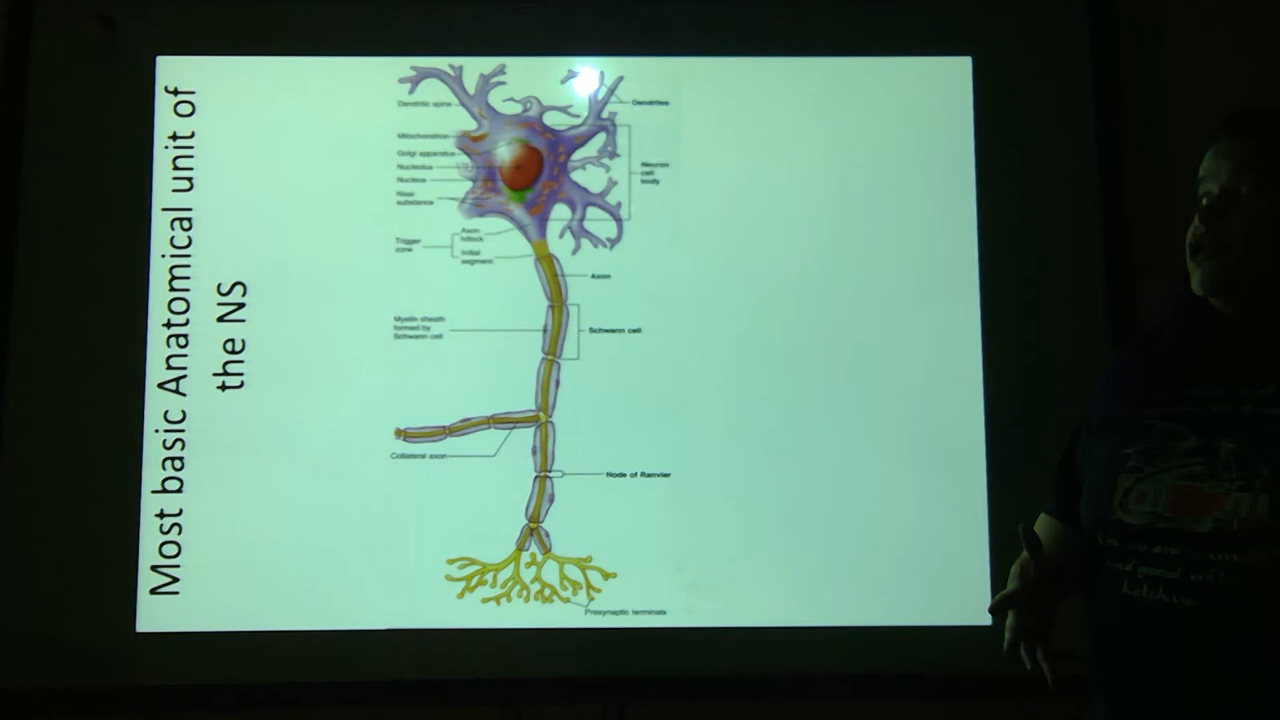 Most basic Anatomical unit of
the NS
Dendritic spine
Dendrites
Mitochondrion
Golgi apparatus
Nucleolus
Nucleus
Nissl
substance
Neuron
cell
body
Trigger
zone
Axon
hillock
Initial
segment
Axon
Myelin sheath
formed by
Schwann cell
Schwann cell
Collateral axon
Node of Ranvier
Presynaptic terminals